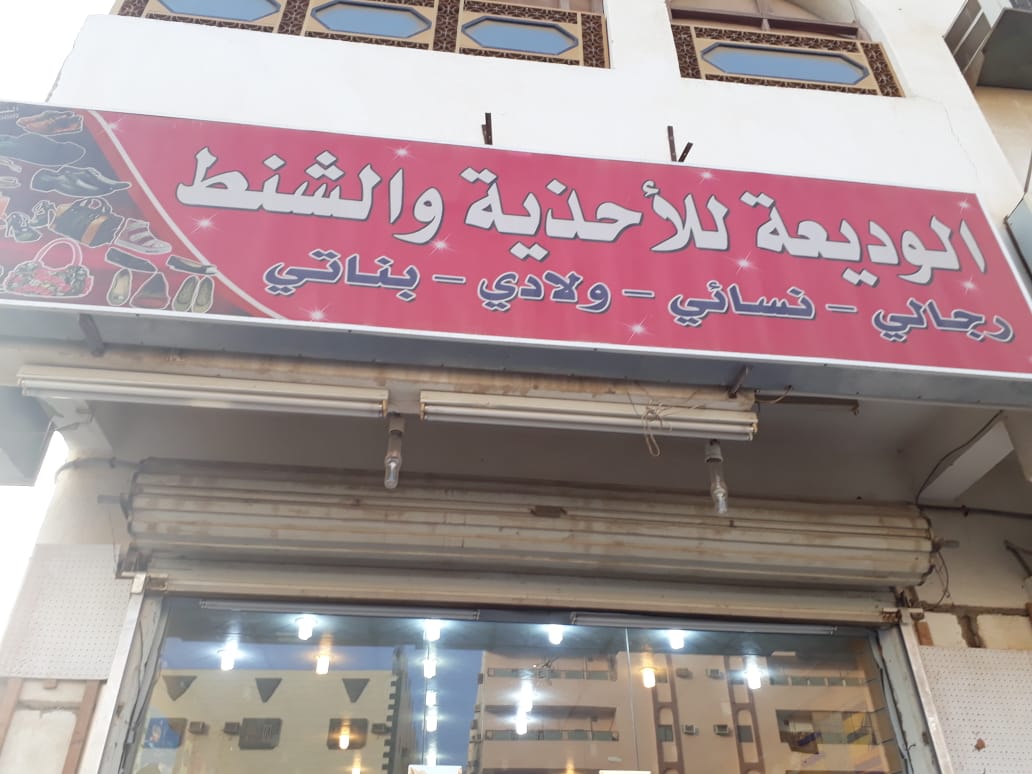 الوديعة للأحذية والشنط
رجالي - نسائي - ولادي - بناتي